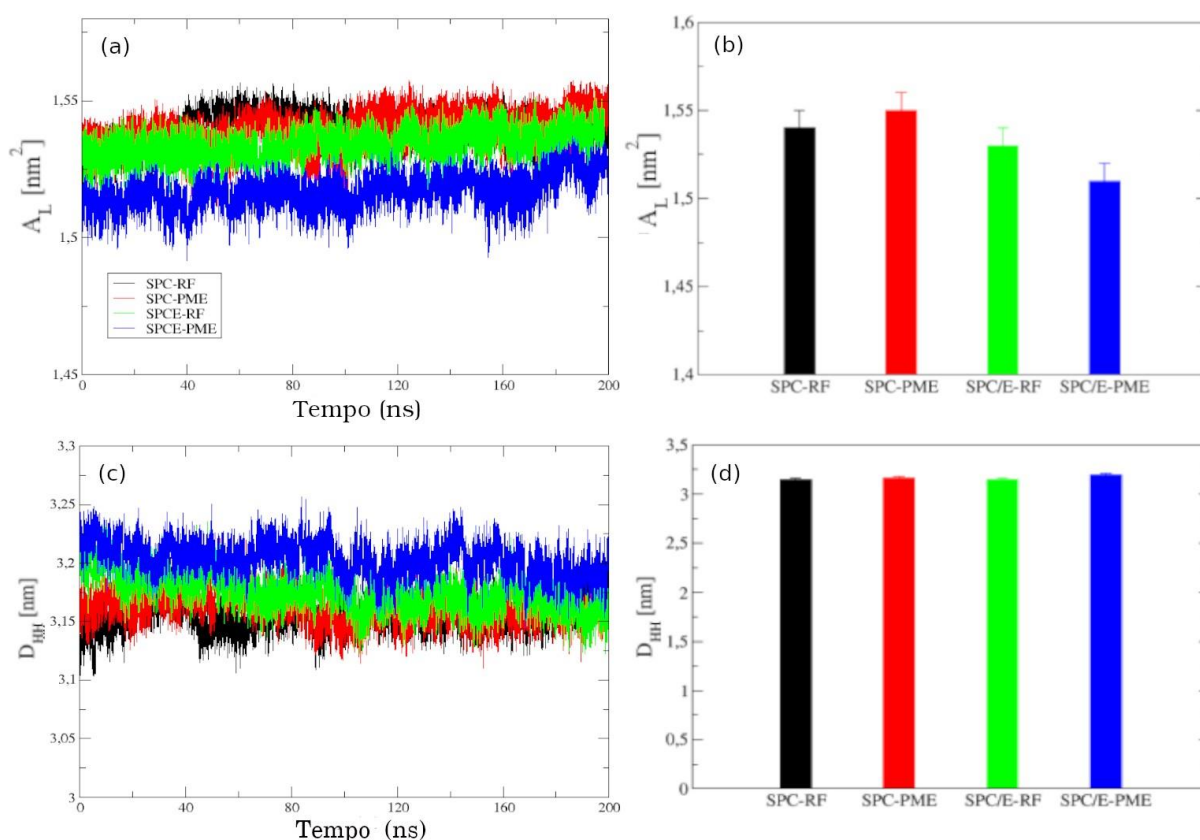 (a)
1,55
1,5
1,45
A_L [nm^2]
SPC-RF
SPC-PME
SPCE-RF
SPCE-PME
0 40 80 120 160 200
Tempo (ns)
(b)
1,6
1,55
1,5
1,45
1,4
A_L [nm^2]
SPC-RF SPC-PME SPC/E-RF SPC/E-PME
(c)
3,3
3,25
3,2
3,15
3,1
3,05
3
D_HH [nm]
0 40 80 120 160 200
Tempo (ns)
(d)
3,5
3
2,5
2
1,5
1
0,5
0
D_HH [nm]
SPC-RF SPC-PME SPC/E-RF SPC/E-PME